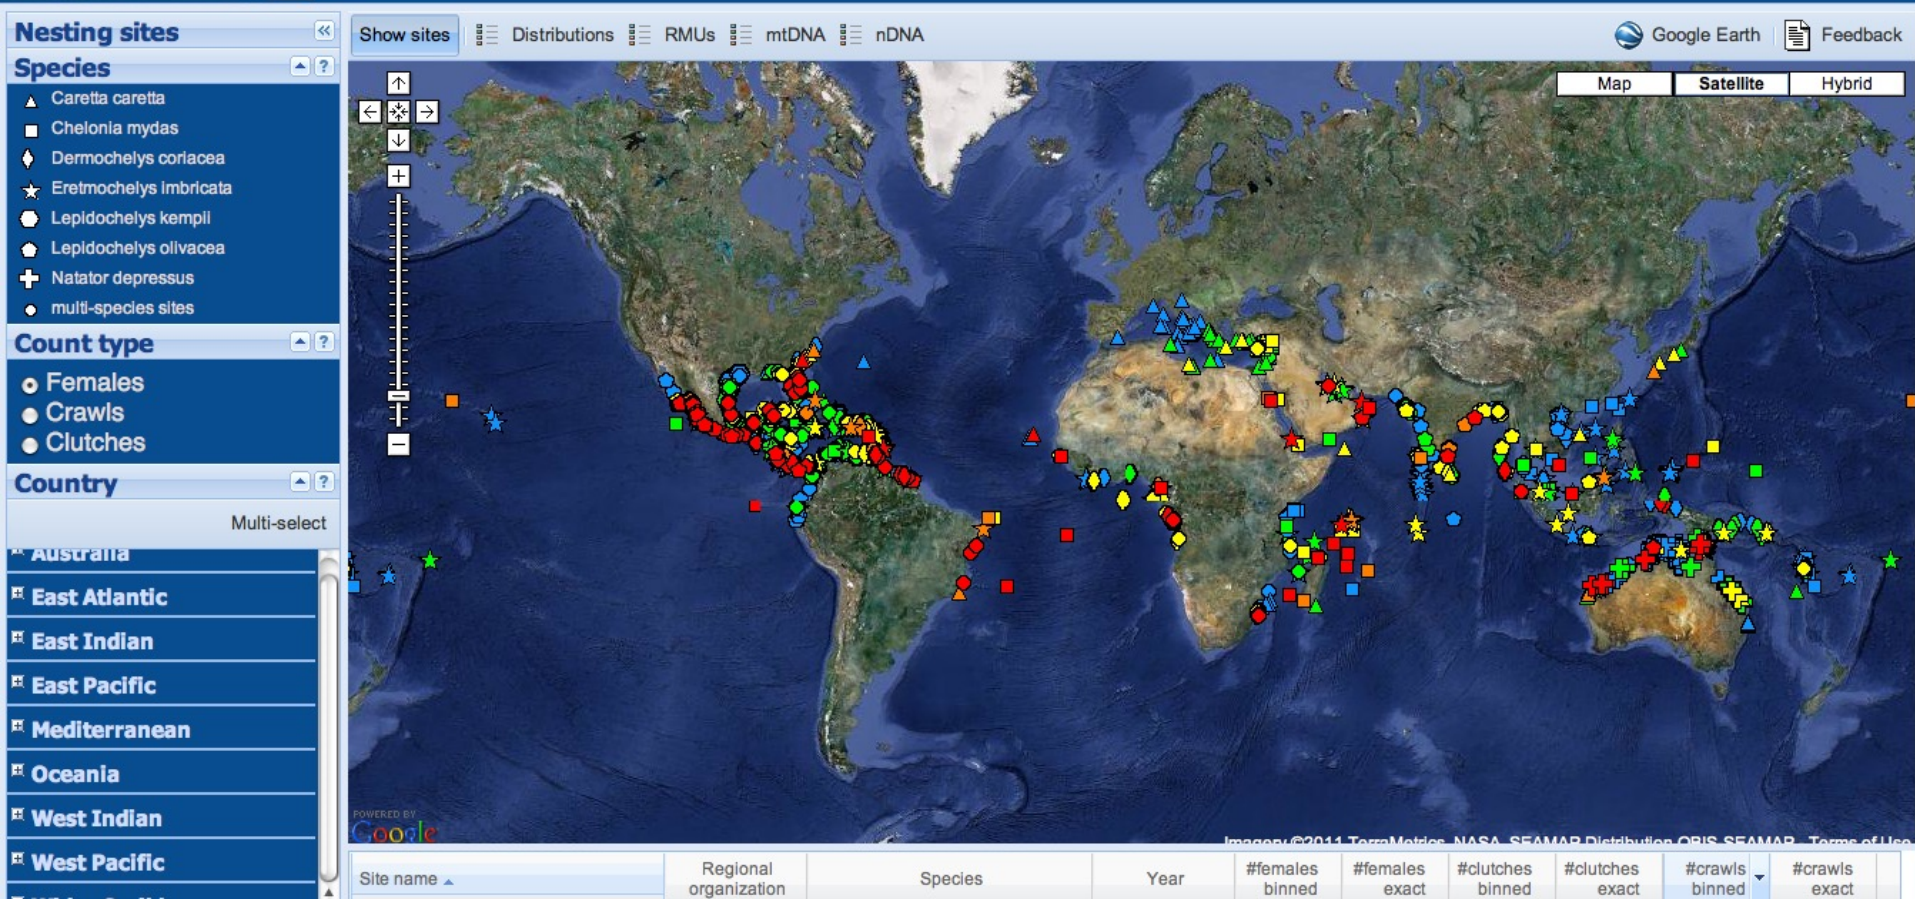 Nesting sites
Show sites
Distributions
RMUs
mtDNA
nDNA
Google Earth
Feedback
Species
Caretta caretta
Chelonia mydas
Dermochelys coriacea
Eretmochelys imbricata
Lepidochelys kempii
Lepidochelys olivacea
Natator depressus
multi-species sites
Count type
Females
Crawls
Clutches
Country
Multi-select
Australia
East Atlantic
East Indian
East Pacific
Mediterranean
Oceania
West Indian
West Pacific
Map
Satellite
Hybrid
POWERED BY
Google
Imagery ©2011 TerraMetrics, NASA, SEAMAP Distribution OBIS-SEAMAP - Terms of Use
Site name
Regional organization
Species
Year
#females binned
#females exact
#clutches binned
#clutches exact
#crawls binned
#crawls exact